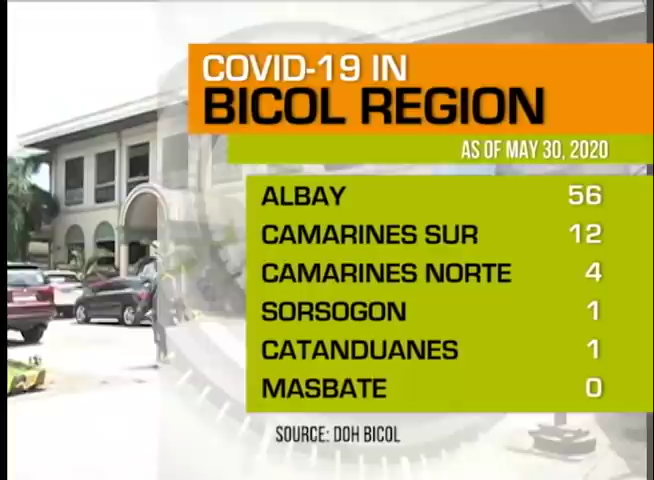 COVID-19 IN
BICOL REGION
AS OF MAY 30, 2020
ALBAY 56
CAMARINES SUR 12
CAMARINES NORTE 4
SORSOGON 1
CATANDUANES 1
MASBATE 0
SOURCE: DOH BICOL